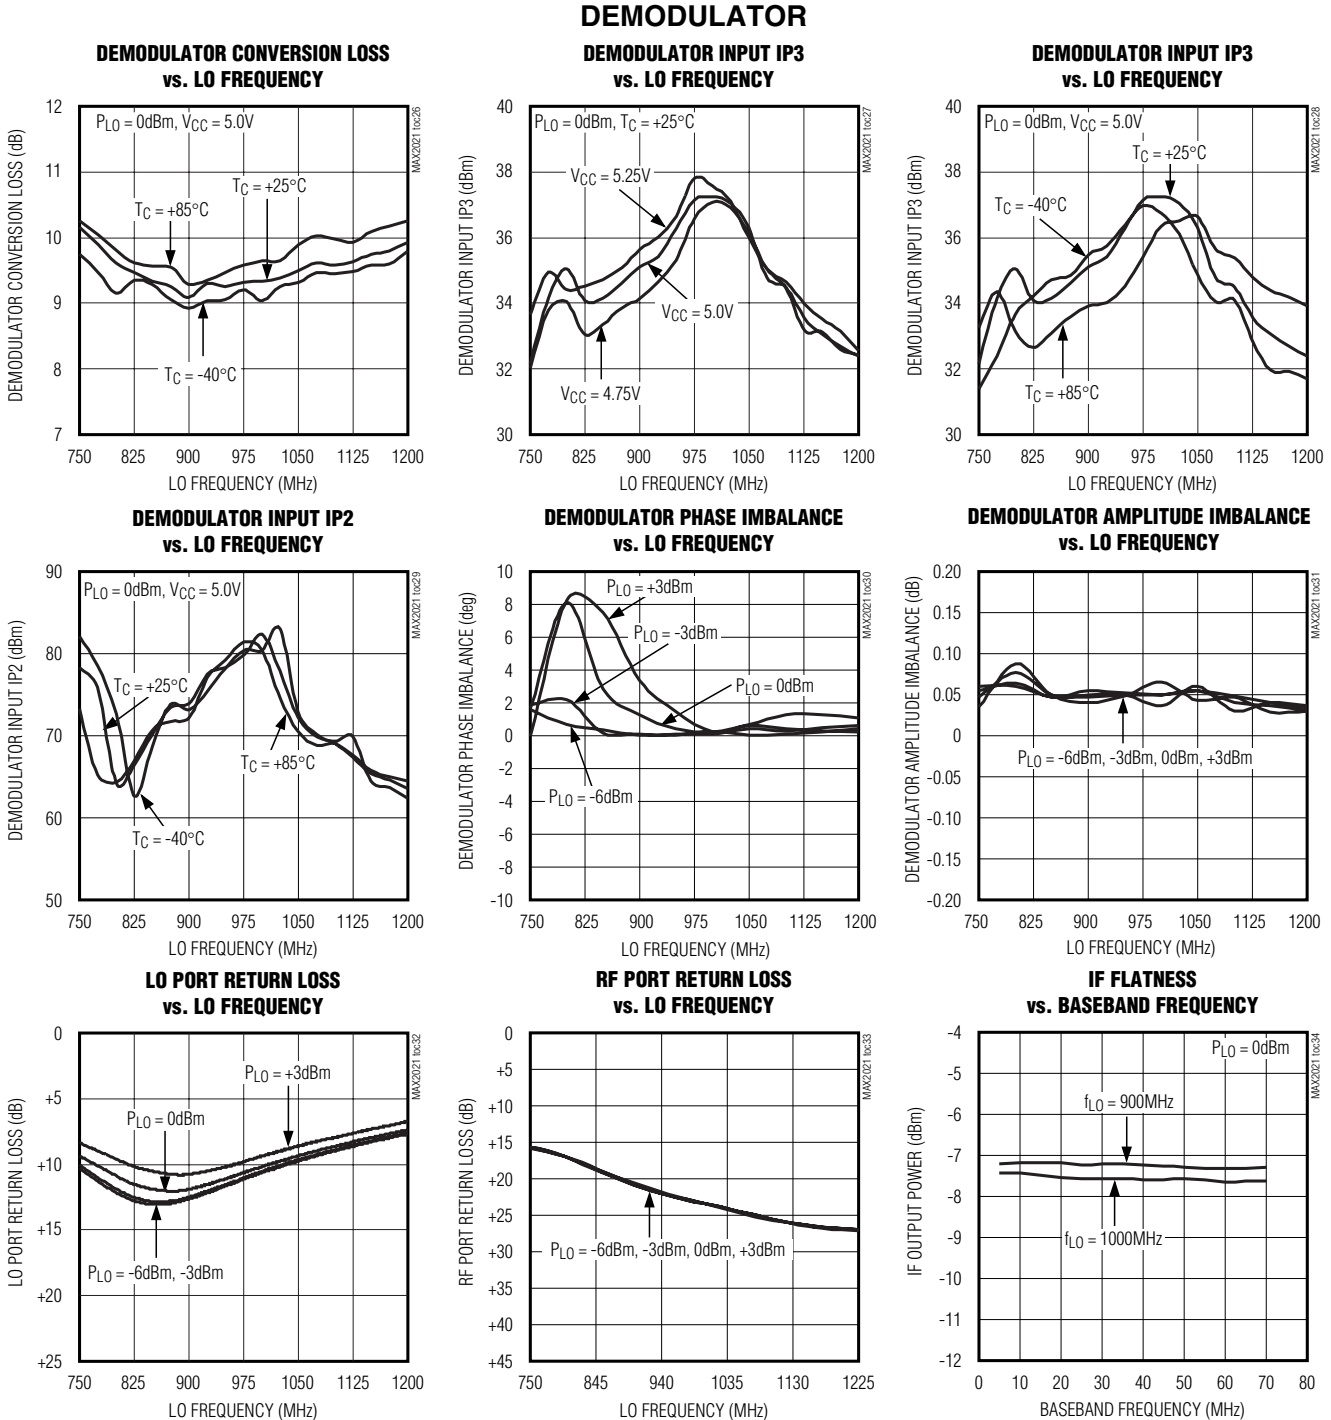 DEMODULATOR
DEMODULATOR CONVERSION LOSS
vs. LO FREQUENCY
MAX2021 toc26
DEMODULATOR CONVERSION LOSS (dB)
PLO = 0dBm, VCC = 5.0V
TC = +25°C
TC = +85°C
TC = -40°C
12
11
10
9
8
7
750 825 900 975 1050 1125 1200
LO FREQUENCY (MHz)
DEMODULATOR INPUT IP3
vs. LO FREQUENCY
MAX2021 toc27
DEMODULATOR INPUT IP3 (dBm)
PLO = 0dBm, TC = +25°C
VCC = 5.25V
VCC = 5.0V
VCC = 4.75V
40
38
36
34
32
30
750 825 900 975 1050 1125 1200
LO FREQUENCY (MHz)
DEMODULATOR INPUT IP3
vs. LO FREQUENCY
MAX2021 toc28
DEMODULATOR INPUT IP3 (dBm)
PLO = 0dBm, VCC = 5.0V
TC = +25°C
TC = -40°C
TC = +85°C
40
38
36
34
32
30
750 825 900 975 1050 1125 1200
LO FREQUENCY (MHz)
DEMODULATOR INPUT IP2
vs. LO FREQUENCY
MAX2021 toc29
DEMODULATOR INPUT IP2 (dBm)
PLO = 0dBm, VCC = 5.0V
TC = +25°C
TC = +85°C
TC = -40°C
90
80
70
60
50
750 825 900 975 1050 1125 1200
LO FREQUENCY (MHz)
DEMODULATOR PHASE IMBALANCE
vs. LO FREQUENCY
MAX2021 toc30
DEMODULATOR PHASE IMBALANCE (deg)
PLO = +3dBm
PLO = -3dBm
PLO = 0dBm
PLO = -6dBm
10
8
6
4
2
0
-2
-4
-6
-8
-10
750 825 900 975 1050 1125 1200
LO FREQUENCY (MHz)
DEMODULATOR AMPLITUDE IMBALANCE
vs. LO FREQUENCY
MAX2021 toc31
DEMODULATOR AMPLITUDE IMBALANCE (dB)
PLO = -6dBm, -3dBm, 0dBm, +3dBm
0.20
0.15
0.10
0.05
0
-0.05
-0.10
-0.15
-0.20
750 825 900 975 1050 1125 1200
LO FREQUENCY (MHz)
LO PORT RETURN LOSS
vs. LO FREQUENCY
MAX2021 toc32
LO PORT RETURN LOSS (dB)
PLO = +3dBm
PLO = 0dBm
PLO = -6dBm, -3dBm
0
+5
+10
+15
+20
+25
750 825 900 975 1050 1125 1200
LO FREQUENCY (MHz)
RF PORT RETURN LOSS
vs. LO FREQUENCY
MAX2021 toc33
RF PORT RETURN LOSS (dB)
PLO = -6dBm, -3dBm, 0dBm, +3dBm
0
+5
+10
+15
+20
+25
+30
+35
+40
+45
750 845 940 1035 1130 1225
LO FREQUENCY (MHz)
IF FLATNESS
vs. BASEBAND FREQUENCY
MAX2021 toc34
IF OUTPUT POWER (dBm)
PLO = 0dBm
fLO = 900MHz
fLO = 1000MHz
-4
-5
-6
-7
-8
-9
-10
-11
-12
0 10 20 30 40 50 60 70 80
BASEBAND FREQUENCY (MHz)